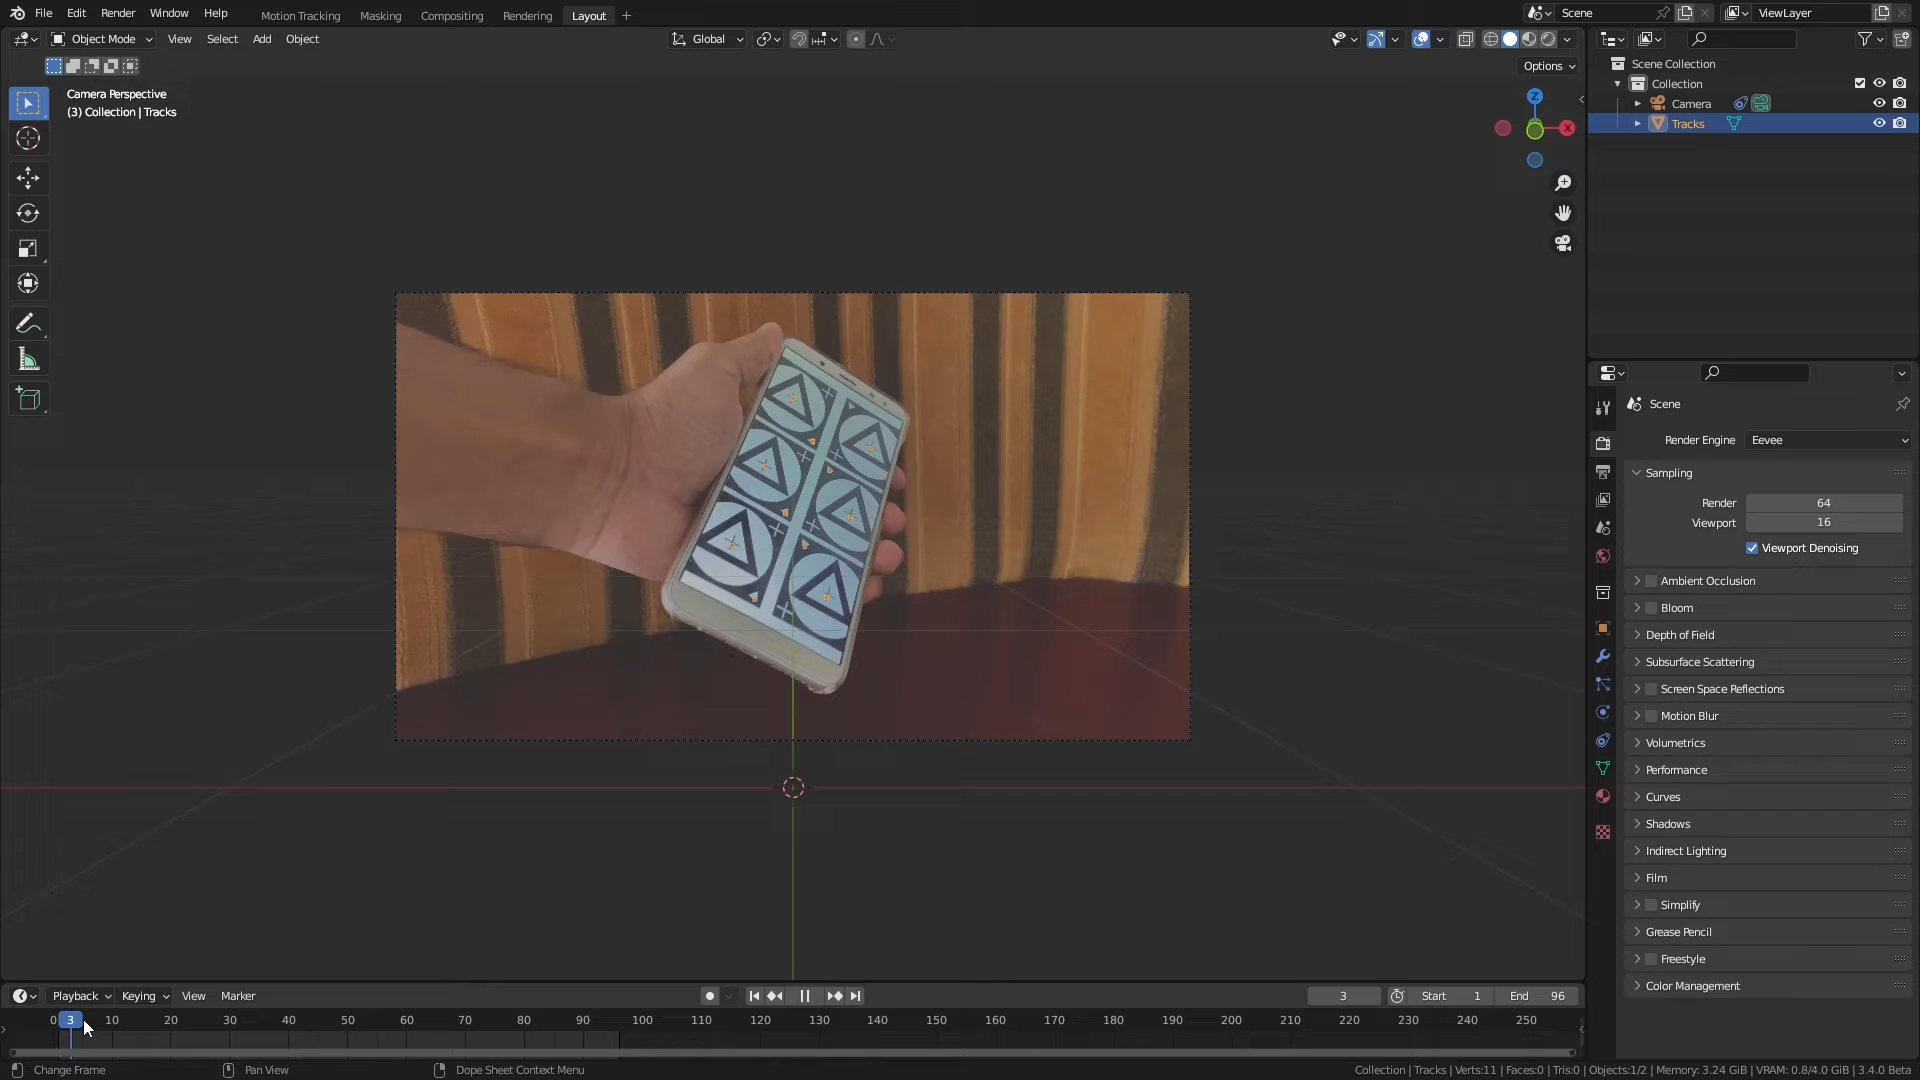 File Edit Render Window Help
Motion Tracking Masking Compositing Rendering Layout
Scene
ViewLayer
Object Mode View Select Add Object
Global
Options
Camera Perspective
(3) Collection | Tracks
Z
X
Scene Collection
Collection
Camera
Tracks
Scene
Render Engine Eevee
Sampling
Render 64
Viewport 16
Viewport Denoising
Ambient Occlusion
Bloom
Depth of Field
Subsurface Scattering
Screen Space Reflections
Motion Blur
Volumetrics
Performance
Curves
Shadows
Indirect Lighting
Film
Simplify
Grease Pencil
Freestyle
Color Management
Playback Keying View Marker
3 Start 1 End 96
0 3 10 20 30 40 50 60 70 80 90 100 110 120 130 140 150 160 170 180 190 200 210 220 230 240 250
Change Frame Pan View Dope Sheet Context Menu
Collection | Tracks | Verts:11 | Faces:0 | Tris:0 | Objects:1/2 | Memory: 3.24 GiB | VRAM: 0.8/4.0 GiB | 3.4.0 Beta